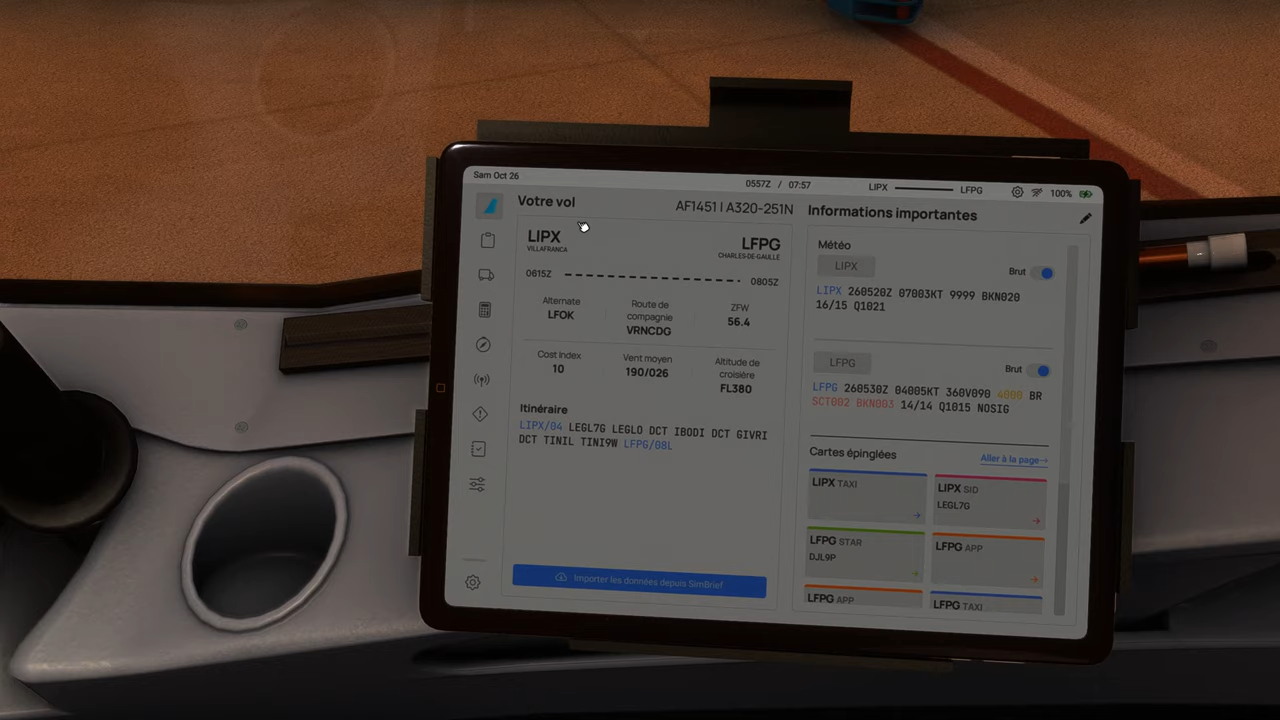 Sam Oct 26
0557Z / 07:57
LIPX LFPG
100%
Votre vol
AF1451 | A320-251N
LIPX
VILLAFRANCA
LFPG
CHARLES-DE-GAULLE
0615Z
0805Z
Alternate
LFOK
Route de
compagnie
VRNCDG
ZFW
56.4
Cost Index
10
Vent moyen
190/026
Altitude de
croisière
FL380
Itinéraire
LIPX/04 LEGL7G LEGLO DCT IBODI DCT GIVRI
DCT TINIL TINI9W LFPG/08L
Importer les données depuis SimBrief
Informations importantes
Météo
LIPX
Brut
LIPX 260520Z 07003KT 9999 BKN020
16/15 Q1021
LFPG
Brut
LFPG 260530Z 04005KT 360V090 4000 BR
SCT002 BKN003 14/14 Q1015 NOSIG
Cartes épinglées
Aller à la page
LIPX TAXI
LIPX SID
LEGL7G
LFPG STAR
DJL9P
LFPG APP
LFPG APP
LFPG TAXI